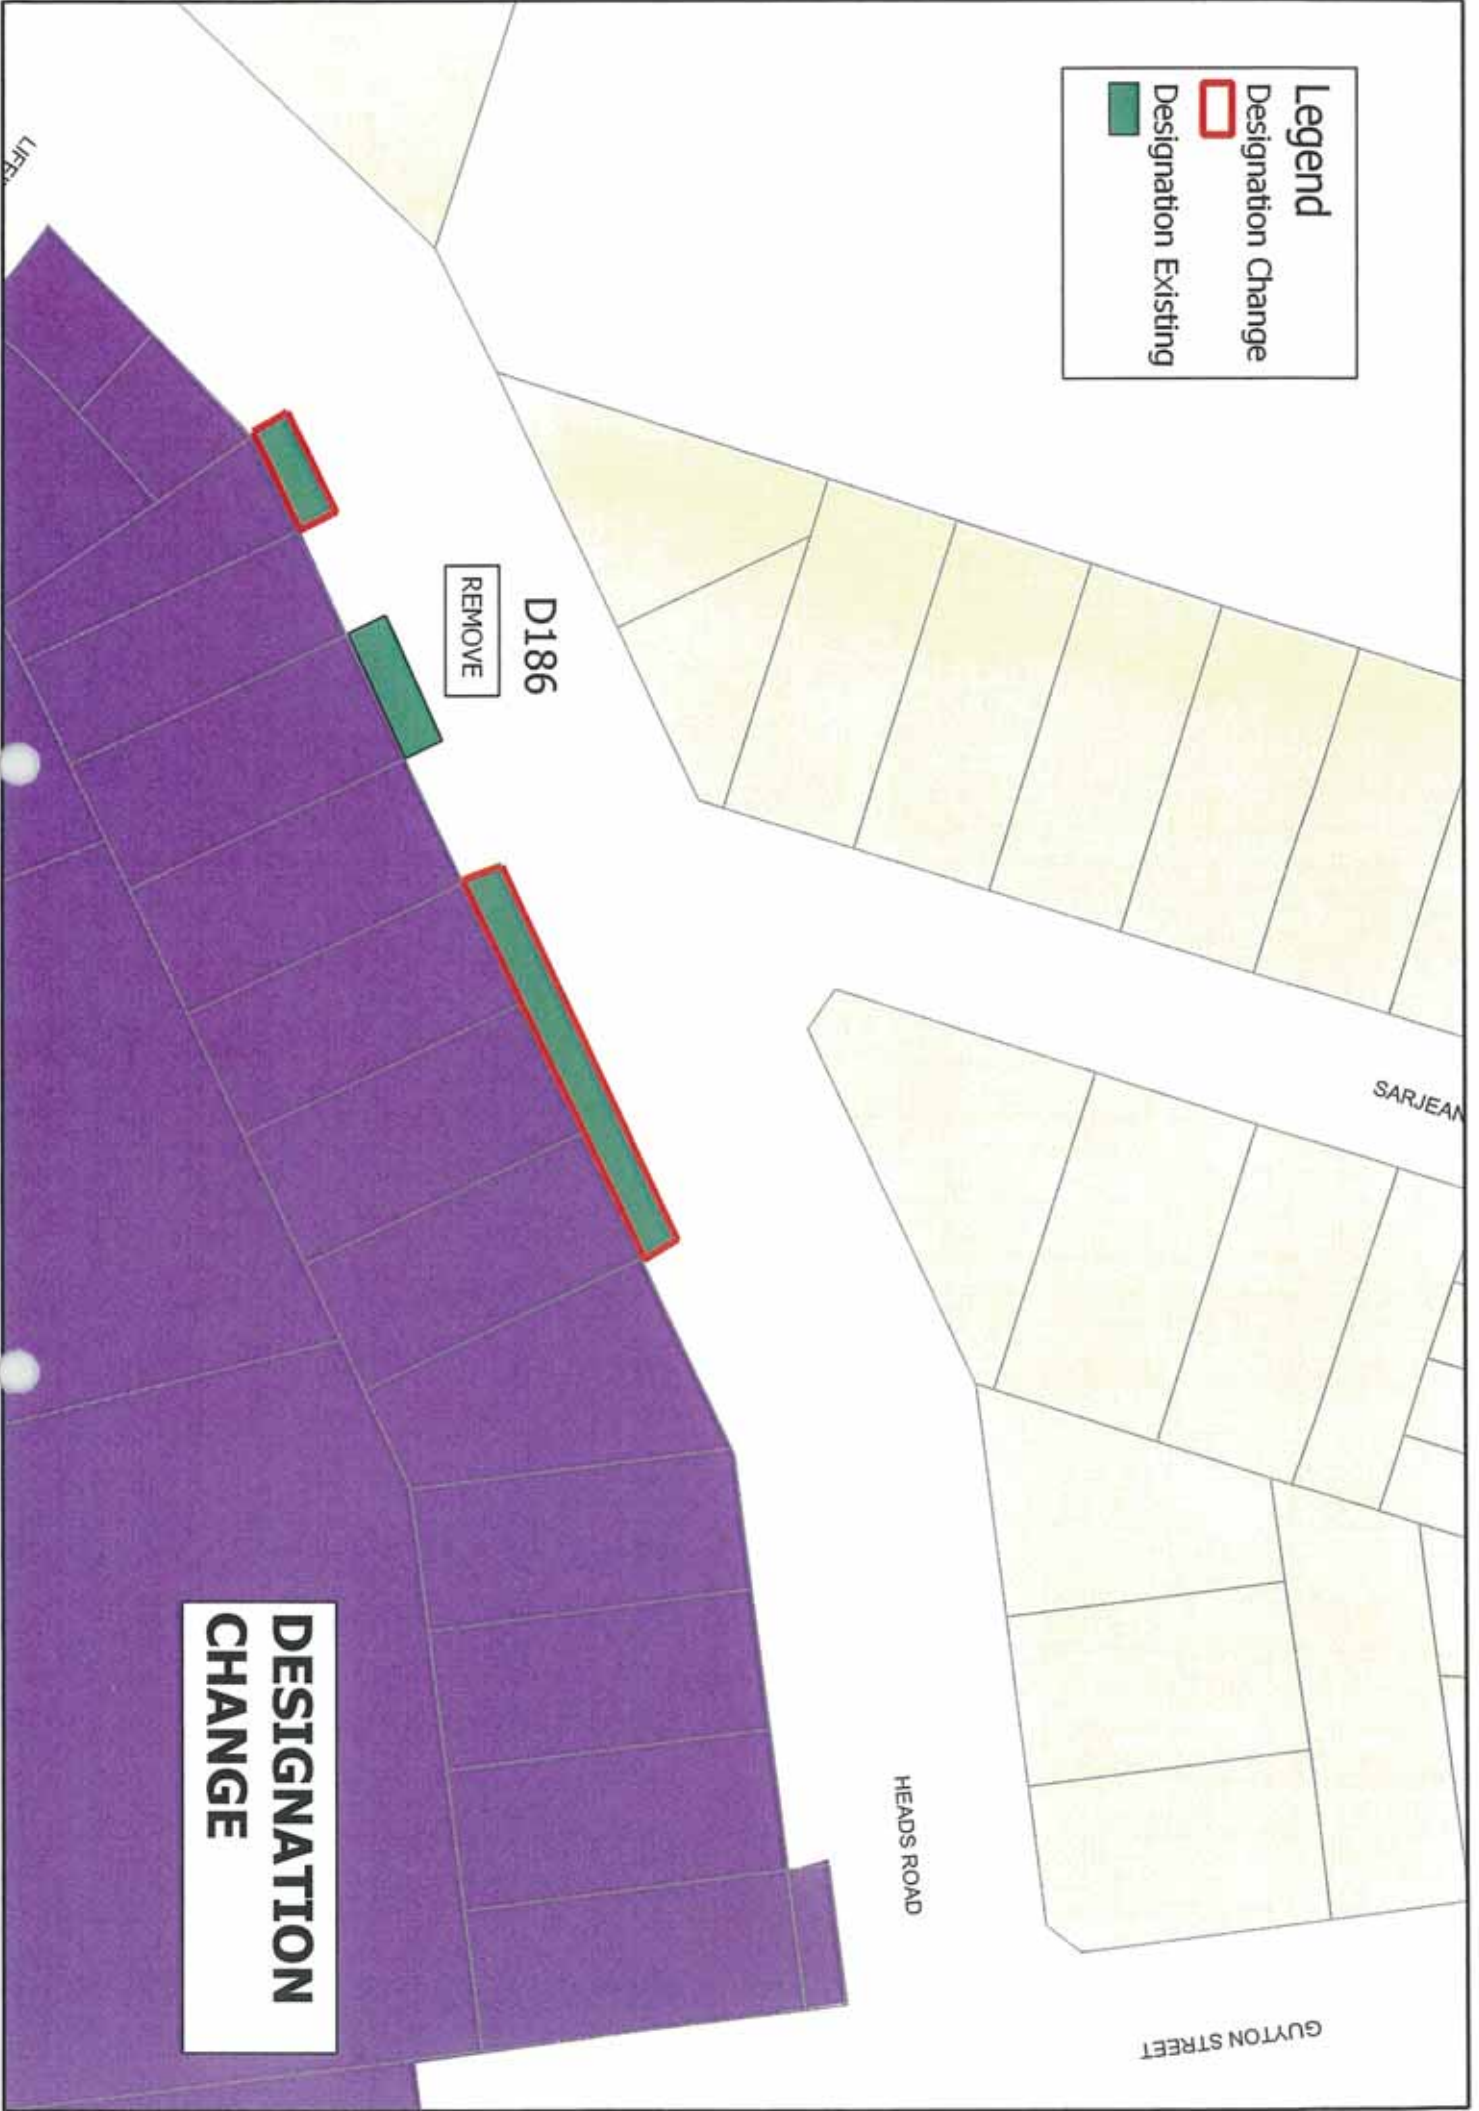 Legend
Designation Change
Designation Existing
SARJEAN
D186
REMOVE
HEADS ROAD
GUYTON STREET
DESIGNATION
CHANGE